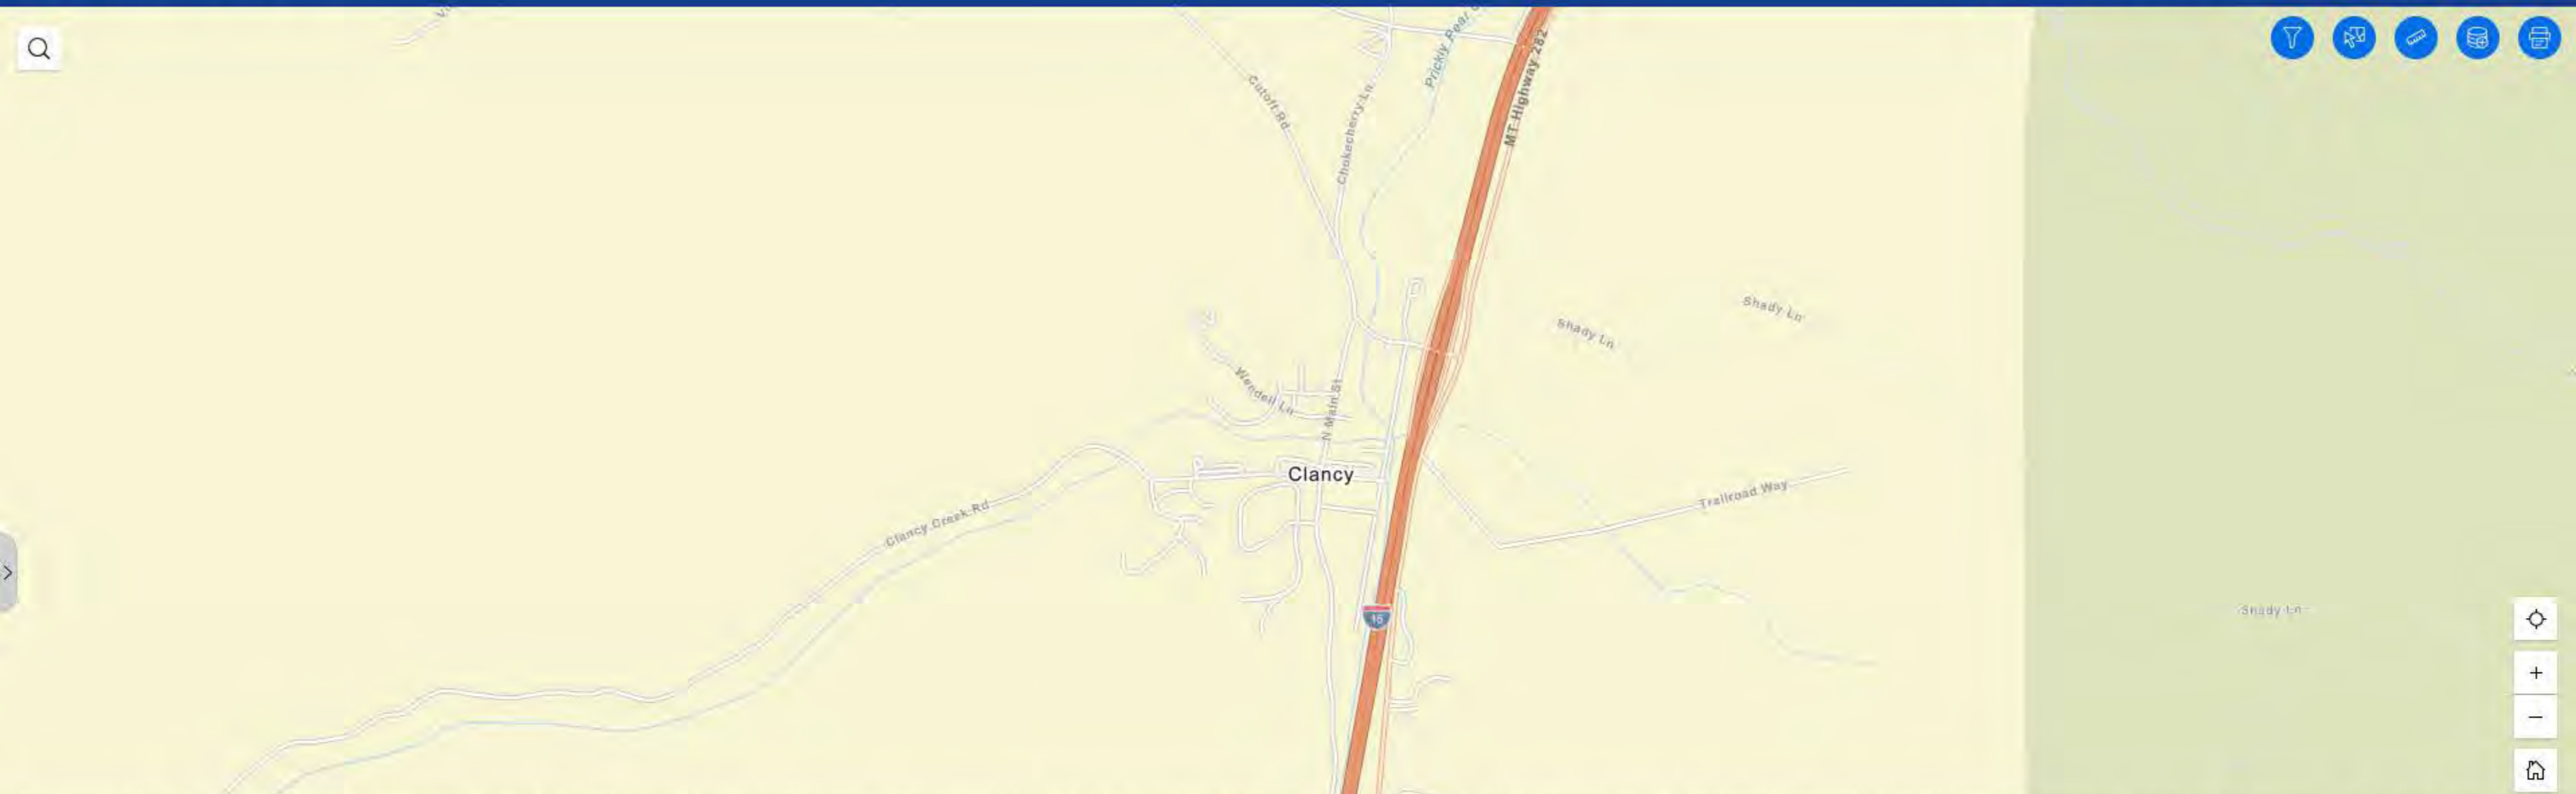 Prickly Pear
MT Highway 282
Cutoff Rd
Chokecherry Ln
Shady Ln
Shady Ln
Wendell Ln
N Main St
Clancy
Trailroad Way
Clancy Creek Rd
15
Shady Ln